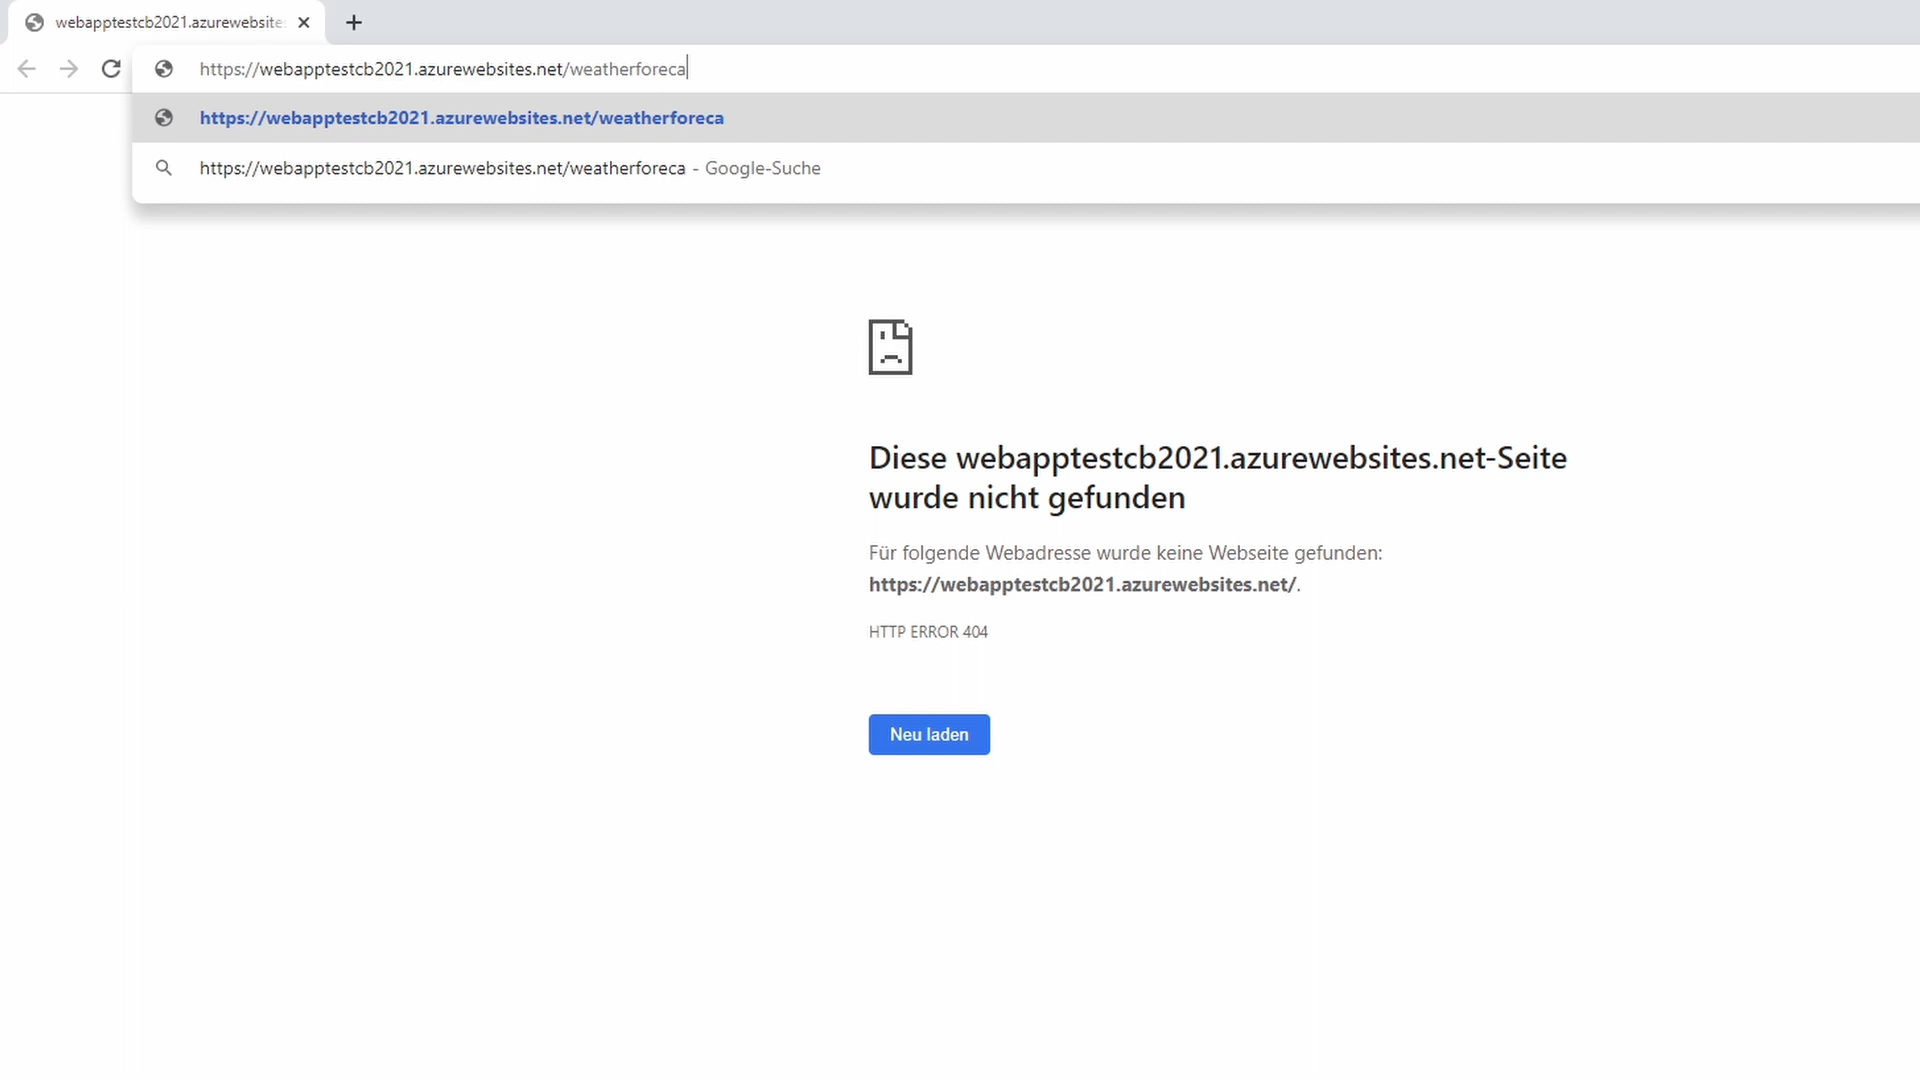 webapptestcb2021.azurewebsite
https://webapptestcb2021.azurewebsites.net/weatherforeca
https://webapptestcb2021.azurewebsites.net/weatherforeca
https://webapptestcb2021.azurewebsites.net/weatherforeca - Google-Suche
Diese webapptestcb2021.azurewebsites.net-Seite
wurde nicht gefunden
Für folgende Webadresse wurde keine Webseite gefunden:
https://webapptestcb2021.azurewebsites.net/.
HTTP ERROR 404
Neu laden